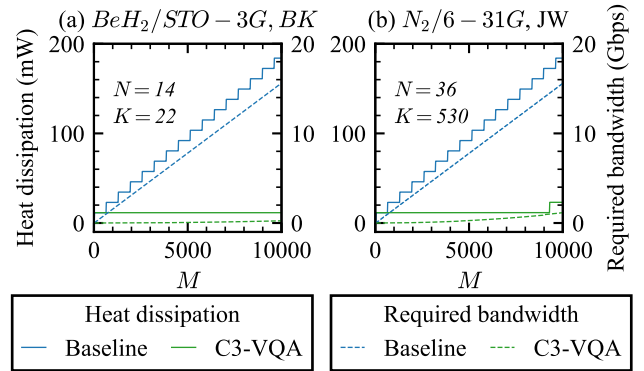 (a) BeH₂/STO − 3G, BK
(b) N₂/6 − 31G, JW
Heat dissipation (mW)
200
100
0
N = 14
K = 22
20
10
0
0
5000
10000
M
200
100
0
N = 36
K = 530
20
10
0
Required bandwidth (Gbps)
0
5000
10000
M
Heat dissipation
Baseline C3-VQA
Required bandwidth
Baseline C3-VQA